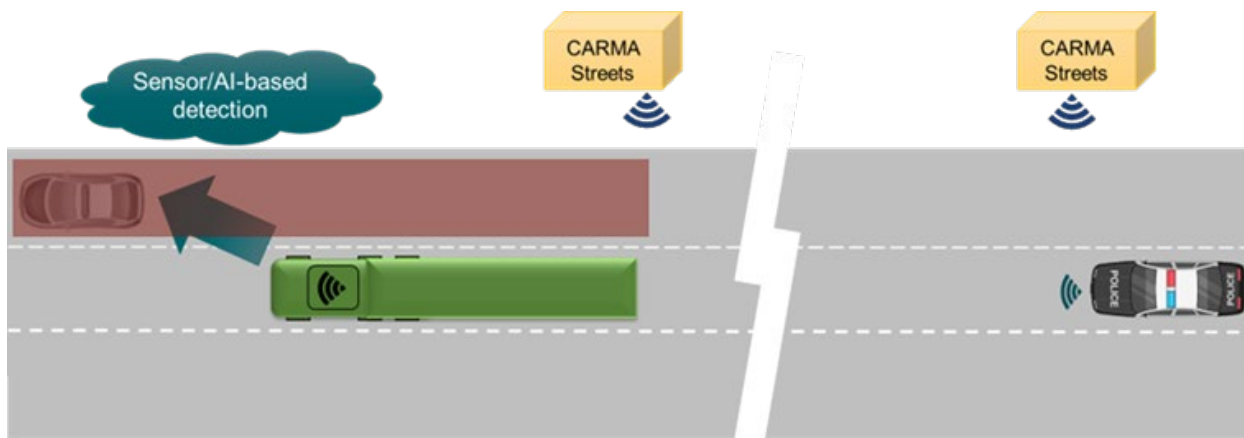 Sensor/AI-based
detection
CARMA
Streets
CARMA
Streets
POLICE
POLICE